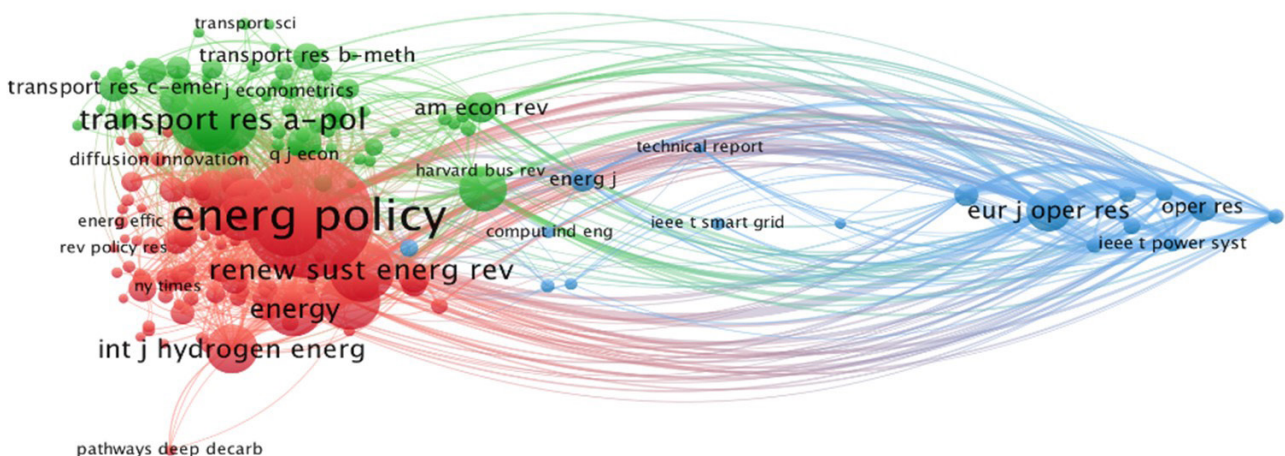 transport sci
transport res b-meth
transport res c-emer
j econometrics
am econ rev
transport res a-pol
technical report
q j econ
diffusion innovation
harvard bus rev
energ j
eur j oper res
oper res
energ policy
energ effic
ieee t smart grid
comput ind eng
ieee t power syst
rev policy res
renew sust energ rev
ny times
energy
int j hydrogen energ
pathways deep decarb